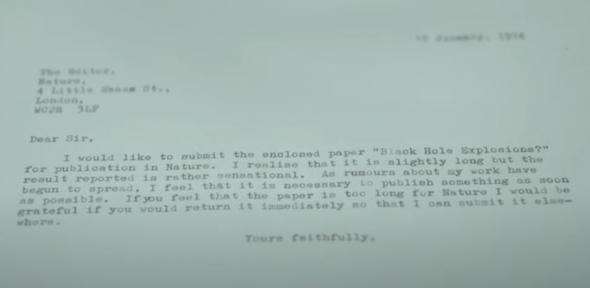 January, 1974
The Editor,
Nature,
4 Little Essex St.,
London,
WC2R 3LF
Dear Sir,
I would like to submit the enclosed paper "Black Hole Explosions?"
for publication in Nature. I realise that it is slightly long but the
result reported is rather sensational. As rumours about my work have
begun to spread, I feel that it is necessary to publish something as soon
as possible. If you feel that the paper is too long for Nature I would be
grateful if you would return it immediately so that I can submit it else-
where.
Yours faithfully,